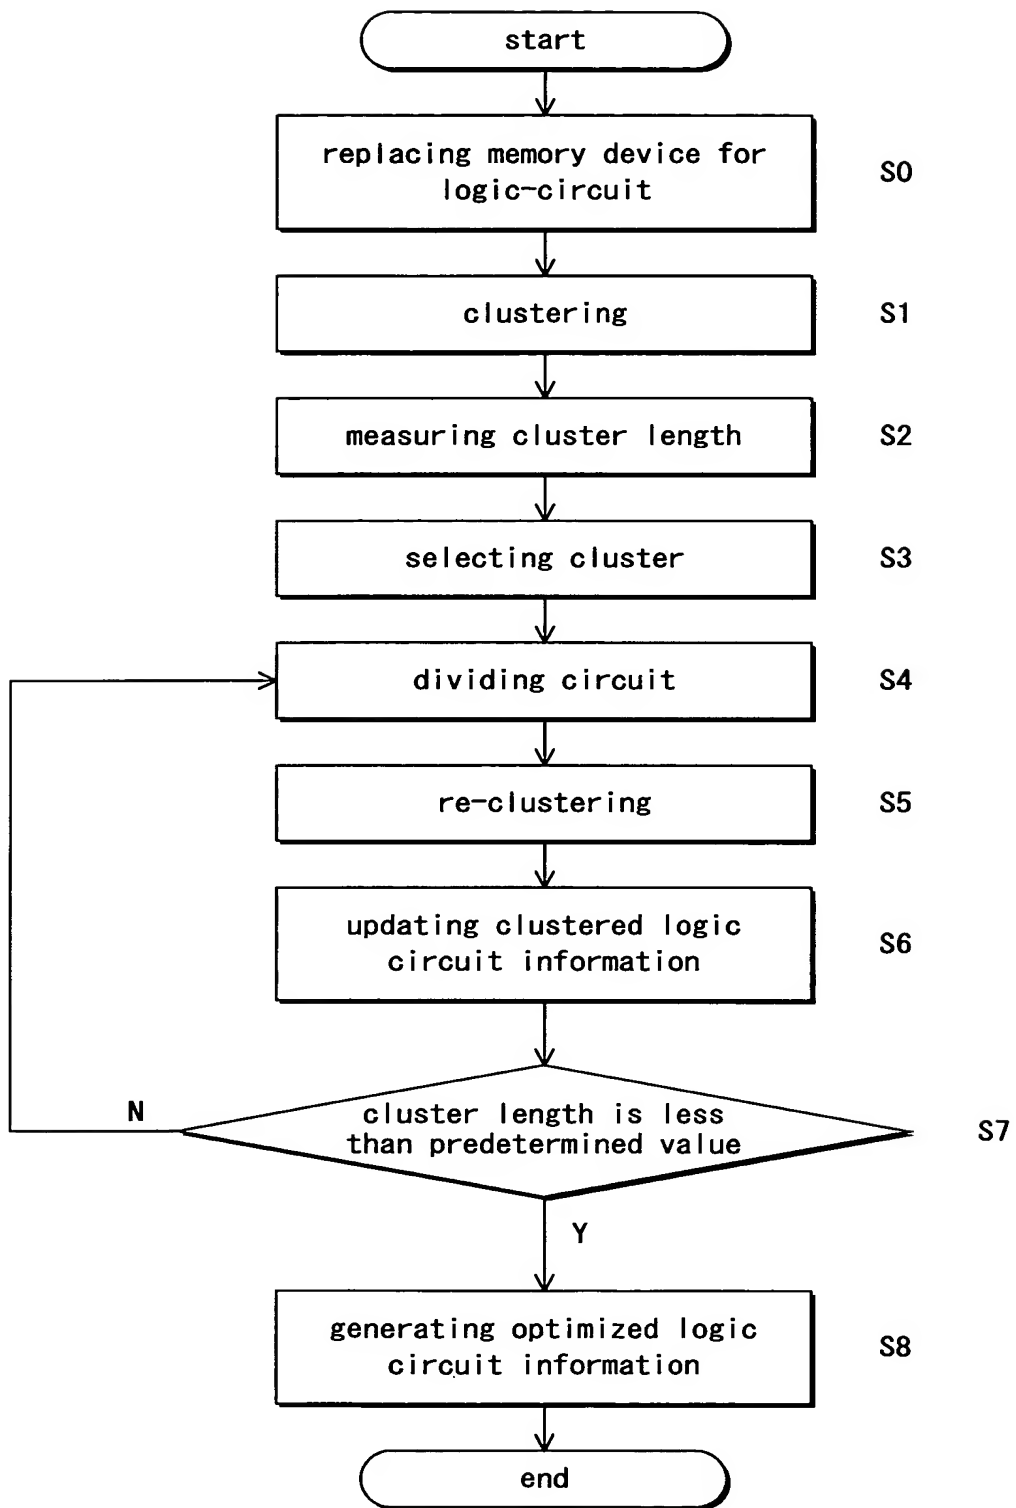 start
replacing memory device for
logic-circuit
S0
clustering
S1
measuring cluster length
S2
selecting cluster
S3
dividing circuit
S4
re-clustering
S5
updating clustered logic
circuit information
S6
N
cluster length is less
than predetermined value
S7
Y
generating optimized logic
circuit information
S8
end